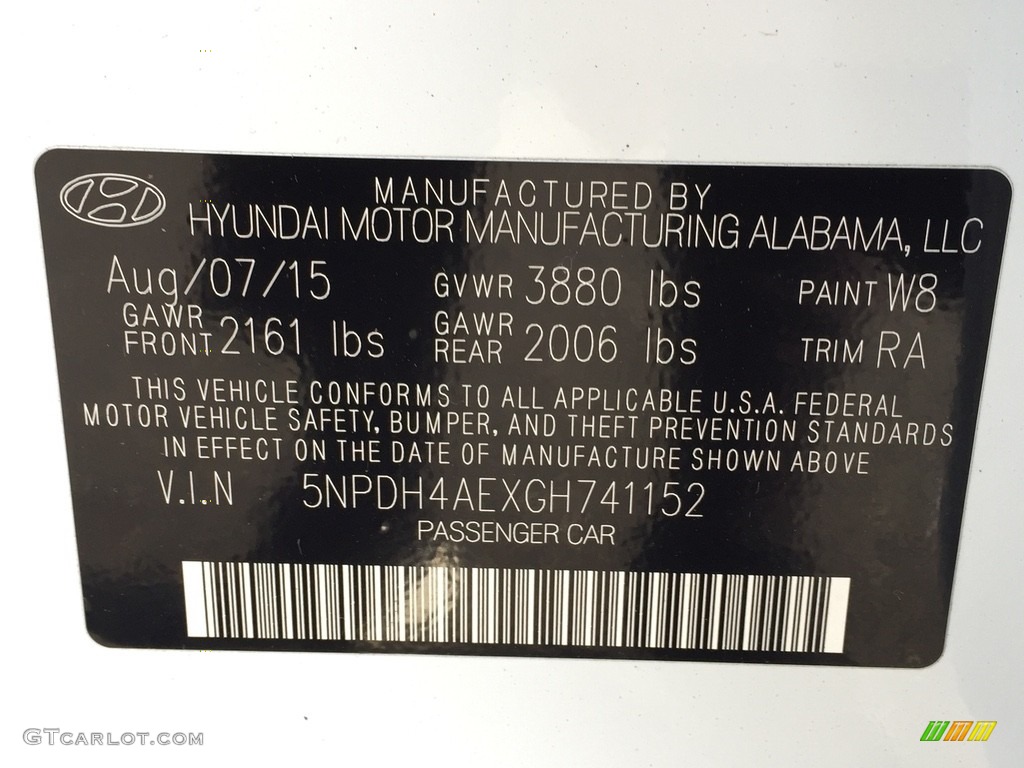 MANUFACTURED BY
HYUNDAI MOTOR MANUFACTURING ALABAMA, LLC
Aug/07/15 GVWR 3880 lbs PAINT W8
GAWR FRONT 2161 lbs GAWR REAR 2006 lbs TRIM RA
THIS VEHICLE CONFORMS TO ALL APPLICABLE U.S.A. FEDERAL
MOTOR VEHICLE SAFETY, BUMPER, AND THEFT PREVENTION STANDARDS
IN EFFECT ON THE DATE OF MANUFACTURE SHOWN ABOVE
V.I.N 5NPDH4AEXGH741152
PASSENGER CAR
GTCARLOT.COM